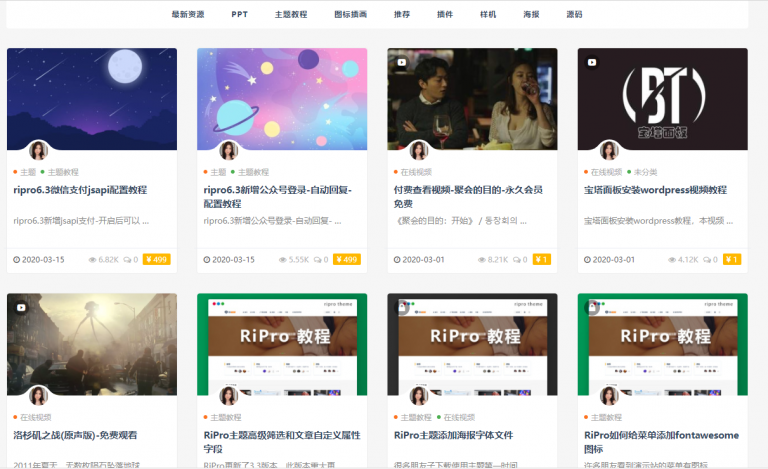 最新资源 PPT 主题教程 图标插画 推荐 插件 样机 海报 源码
BT
宝塔面板
主题 主题教程
ripro6.3微信支付jsapi配置教程
ripro6.3新增jsapi支付-开启后可以 ...
2020-03-15 6.82K 0 ¥ 499
主题 主题教程
ripro6.3新增公众号登录-自动回复-
配置教程
ripro6.3新增公众号登录-自动回复- ...
2020-03-15 5.55K 0 ¥ 499
在线视频
付费查看视频-聚会的目的-永久会员
免费
《聚会的目的：开始》 / 동창회의 ...
2020-03-01 8.21K 0 ¥ 1
在线视频 未分类
宝塔面板安装wordpress视频教程
宝塔面板安装wordpress教程，本视频 ...
2020-03-01 4.12K 0 ¥ 1
在线视频
洛杉矶之战(原声版)-免费观看
2011年夏天，无数枚陨石坠落地球
ripro theme
RiPro 教程
主题教程
RiPro主题高级筛选和文章自定义属性
字段
RiPro更新了3.3版本，此版本重大更
ripro theme
RiPro 教程
主题教程 在线视频
RiPro主题添加海报字体文件
很多朋友子下载使用主题第一时间
ripro theme
RiPro 教程
主题教程
RiPro如何给菜单添加fontawesome
图标
许多朋友看到演示站的菜单有图标